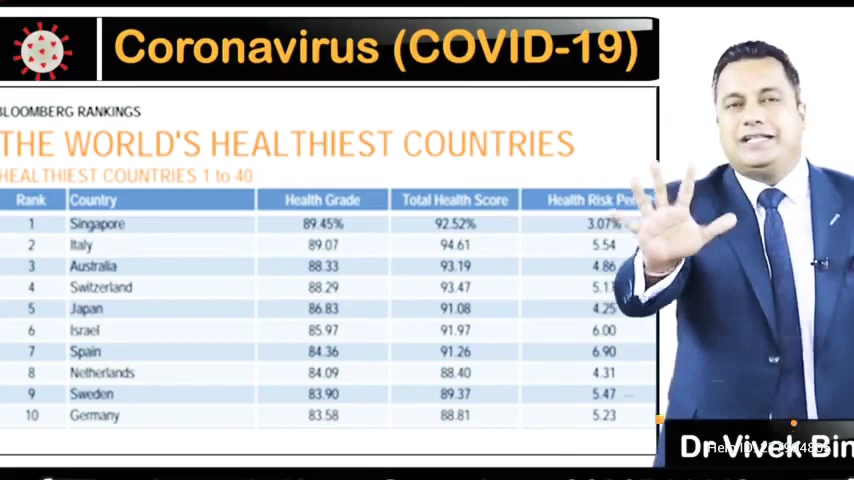 Coronavirus (COVID-19)
BLOOMBERG RANKINGS
THE WORLD'S HEALTHIEST COUNTRIES
HEALTHIEST COUNTRIES 1 to 40
Rank Country Health Grade Total Health Score Health Risk Pe
1 Singapore 89.45% 92.52% 3.07%
2 Italy 89.07 94.61 5.54
3 Australia 88.33 93.19 4.86
4 Switzerland 88.29 93.47 5.1
5 Japan 86.83 91.08 4.25
6 Israel 85.97 91.97 6.00
7 Spain 84.36 91.26 6.90
8 Netherlands 84.09 88.40 4.31
9 Sweden 83.90 89.37 5.47
10 Germany 83.58 88.81 5.23
Dr Vivek Bin